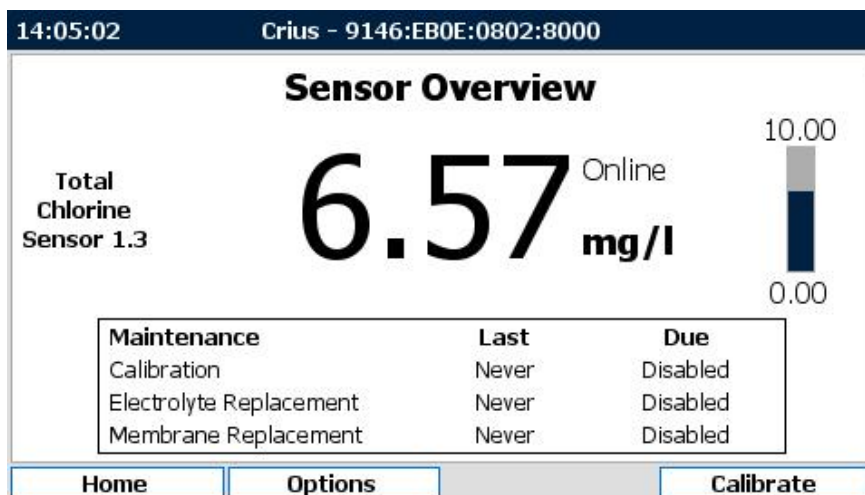 14:05:02 Crius - 9146:EB0E:0802:8000
Sensor Overview
Total
Chlorine
Sensor 1.3
6.57
Online
mg/l
10.00
0.00
Maintenance Last Due
Calibration Never Disabled
Electrolyte Replacement Never Disabled
Membrane Replacement Never Disabled
Home Options Calibrate